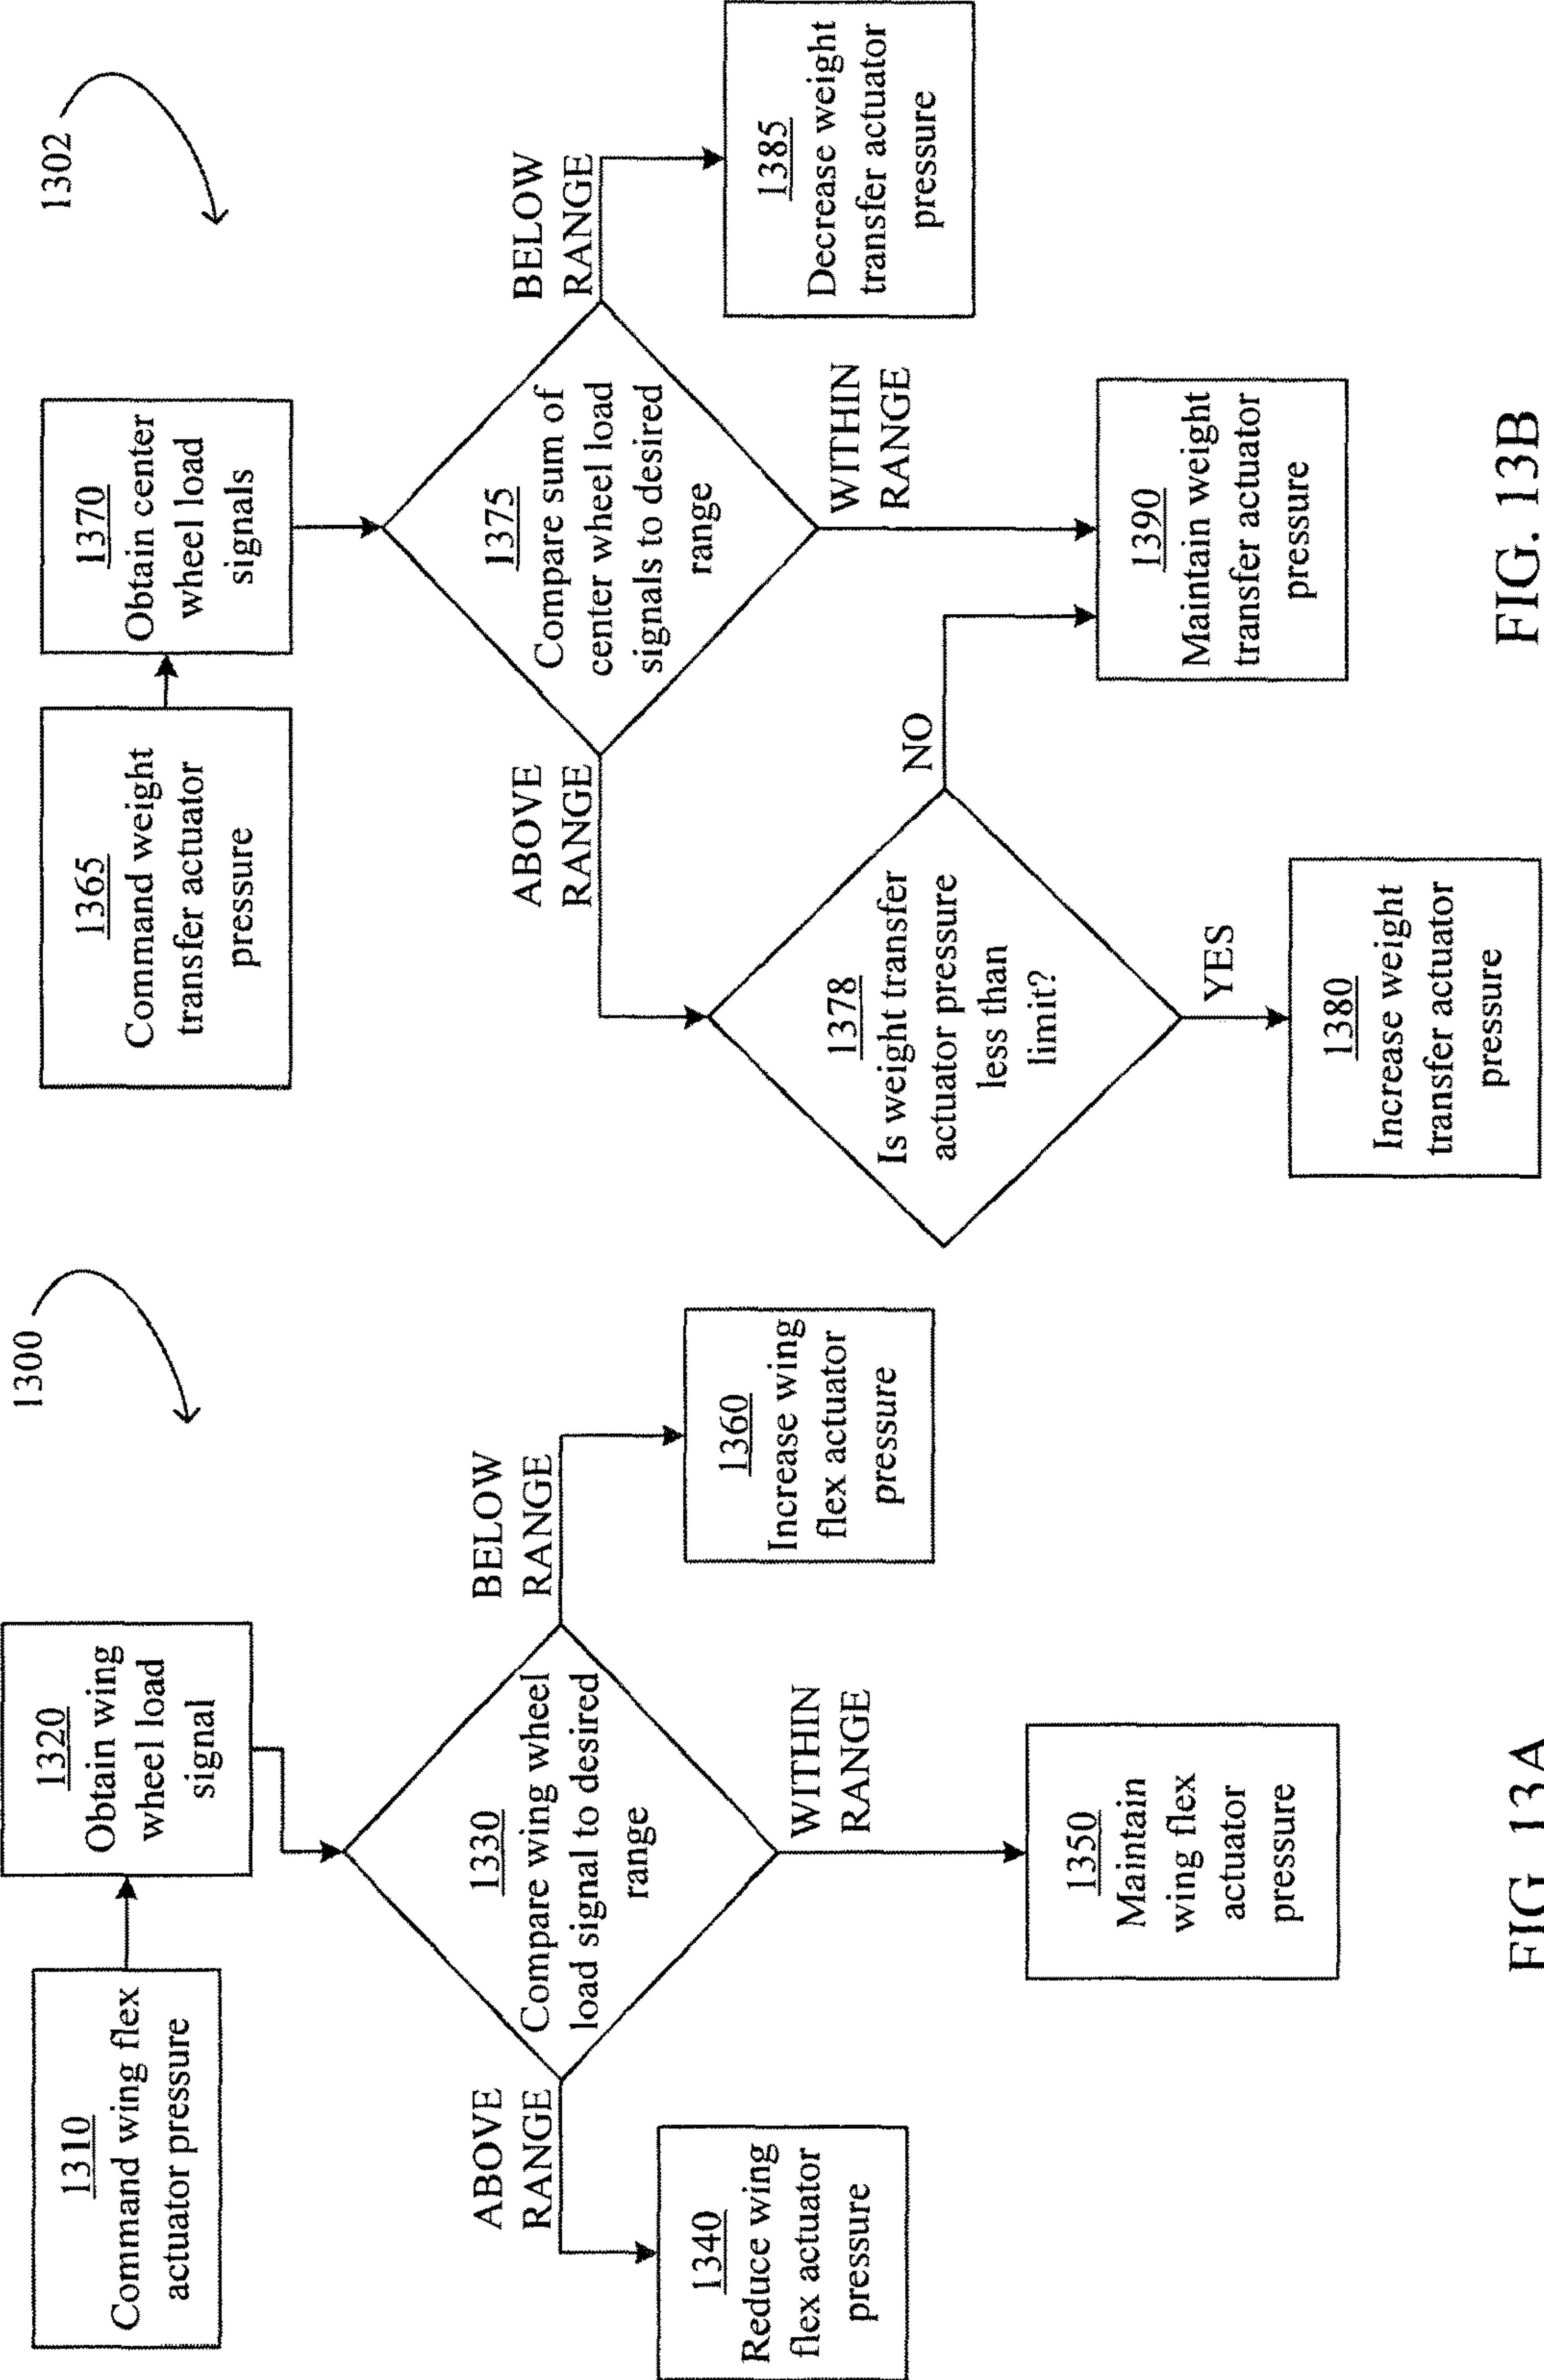 1300
1310
Command wing flex
actuator pressure
1320
Obtain wing
wheel load
signal
1330
Compare wing wheel
load signal to desired
range
ABOVE
RANGE
BELOW
RANGE
WITHIN
RANGE
1340
Reduce wing
flex actuator
pressure
1350
Maintain
wing flex
actuator
pressure
1360
Increase wing
flex actuator
pressure
FIG. 13A
1302
1365
Command weight
transfer actuator
pressure
1370
Obtain center
wheel load
signals
1375
Compare sum of
center wheel load
signals to desired
range
ABOVE
RANGE
BELOW
RANGE
WITHIN
RANGE
1378
Is weight transfer
actuator pressure
less than
limit?
NO
YES
1385
Decrease weight
transfer actuator
pressure
1390
Maintain weight
transfer actuator
pressure
1380
Increase weight
transfer actuator
pressure
FIG. 13B